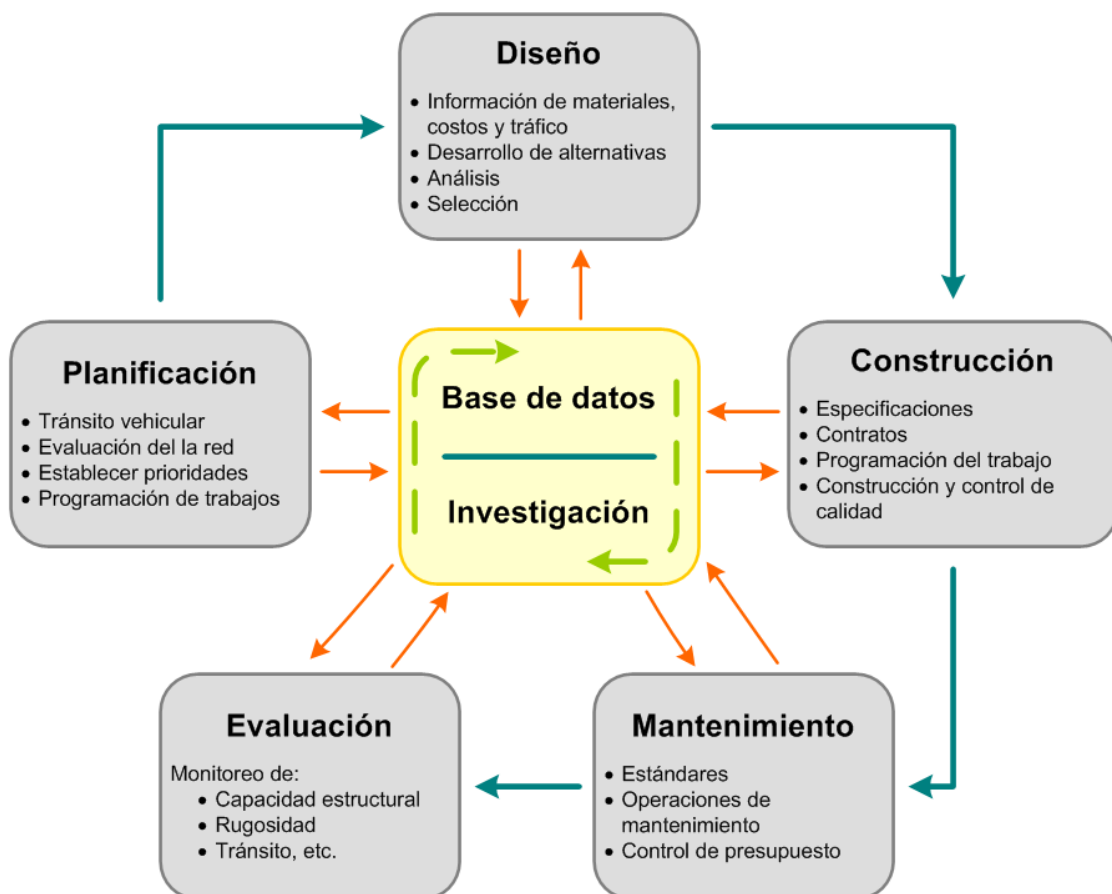 Diseño
• Información de materiales,
costos y tráfico
• Desarrollo de alternativas
• Análisis
• Selección
Planificación
• Tránsito vehicular
• Evaluación del la red
• Establecer prioridades
• Programación de trabajos
Base de datos
Investigación
Construcción
• Especificaciones
• Contratos
• Programación del trabajo
• Construcción y control de
calidad
Evaluación
Monitoreo de:
• Capacidad estructural
• Rugosidad
• Tránsito, etc.
Mantenimiento
• Estándares
• Operaciones de
mantenimiento
• Control de presupuesto